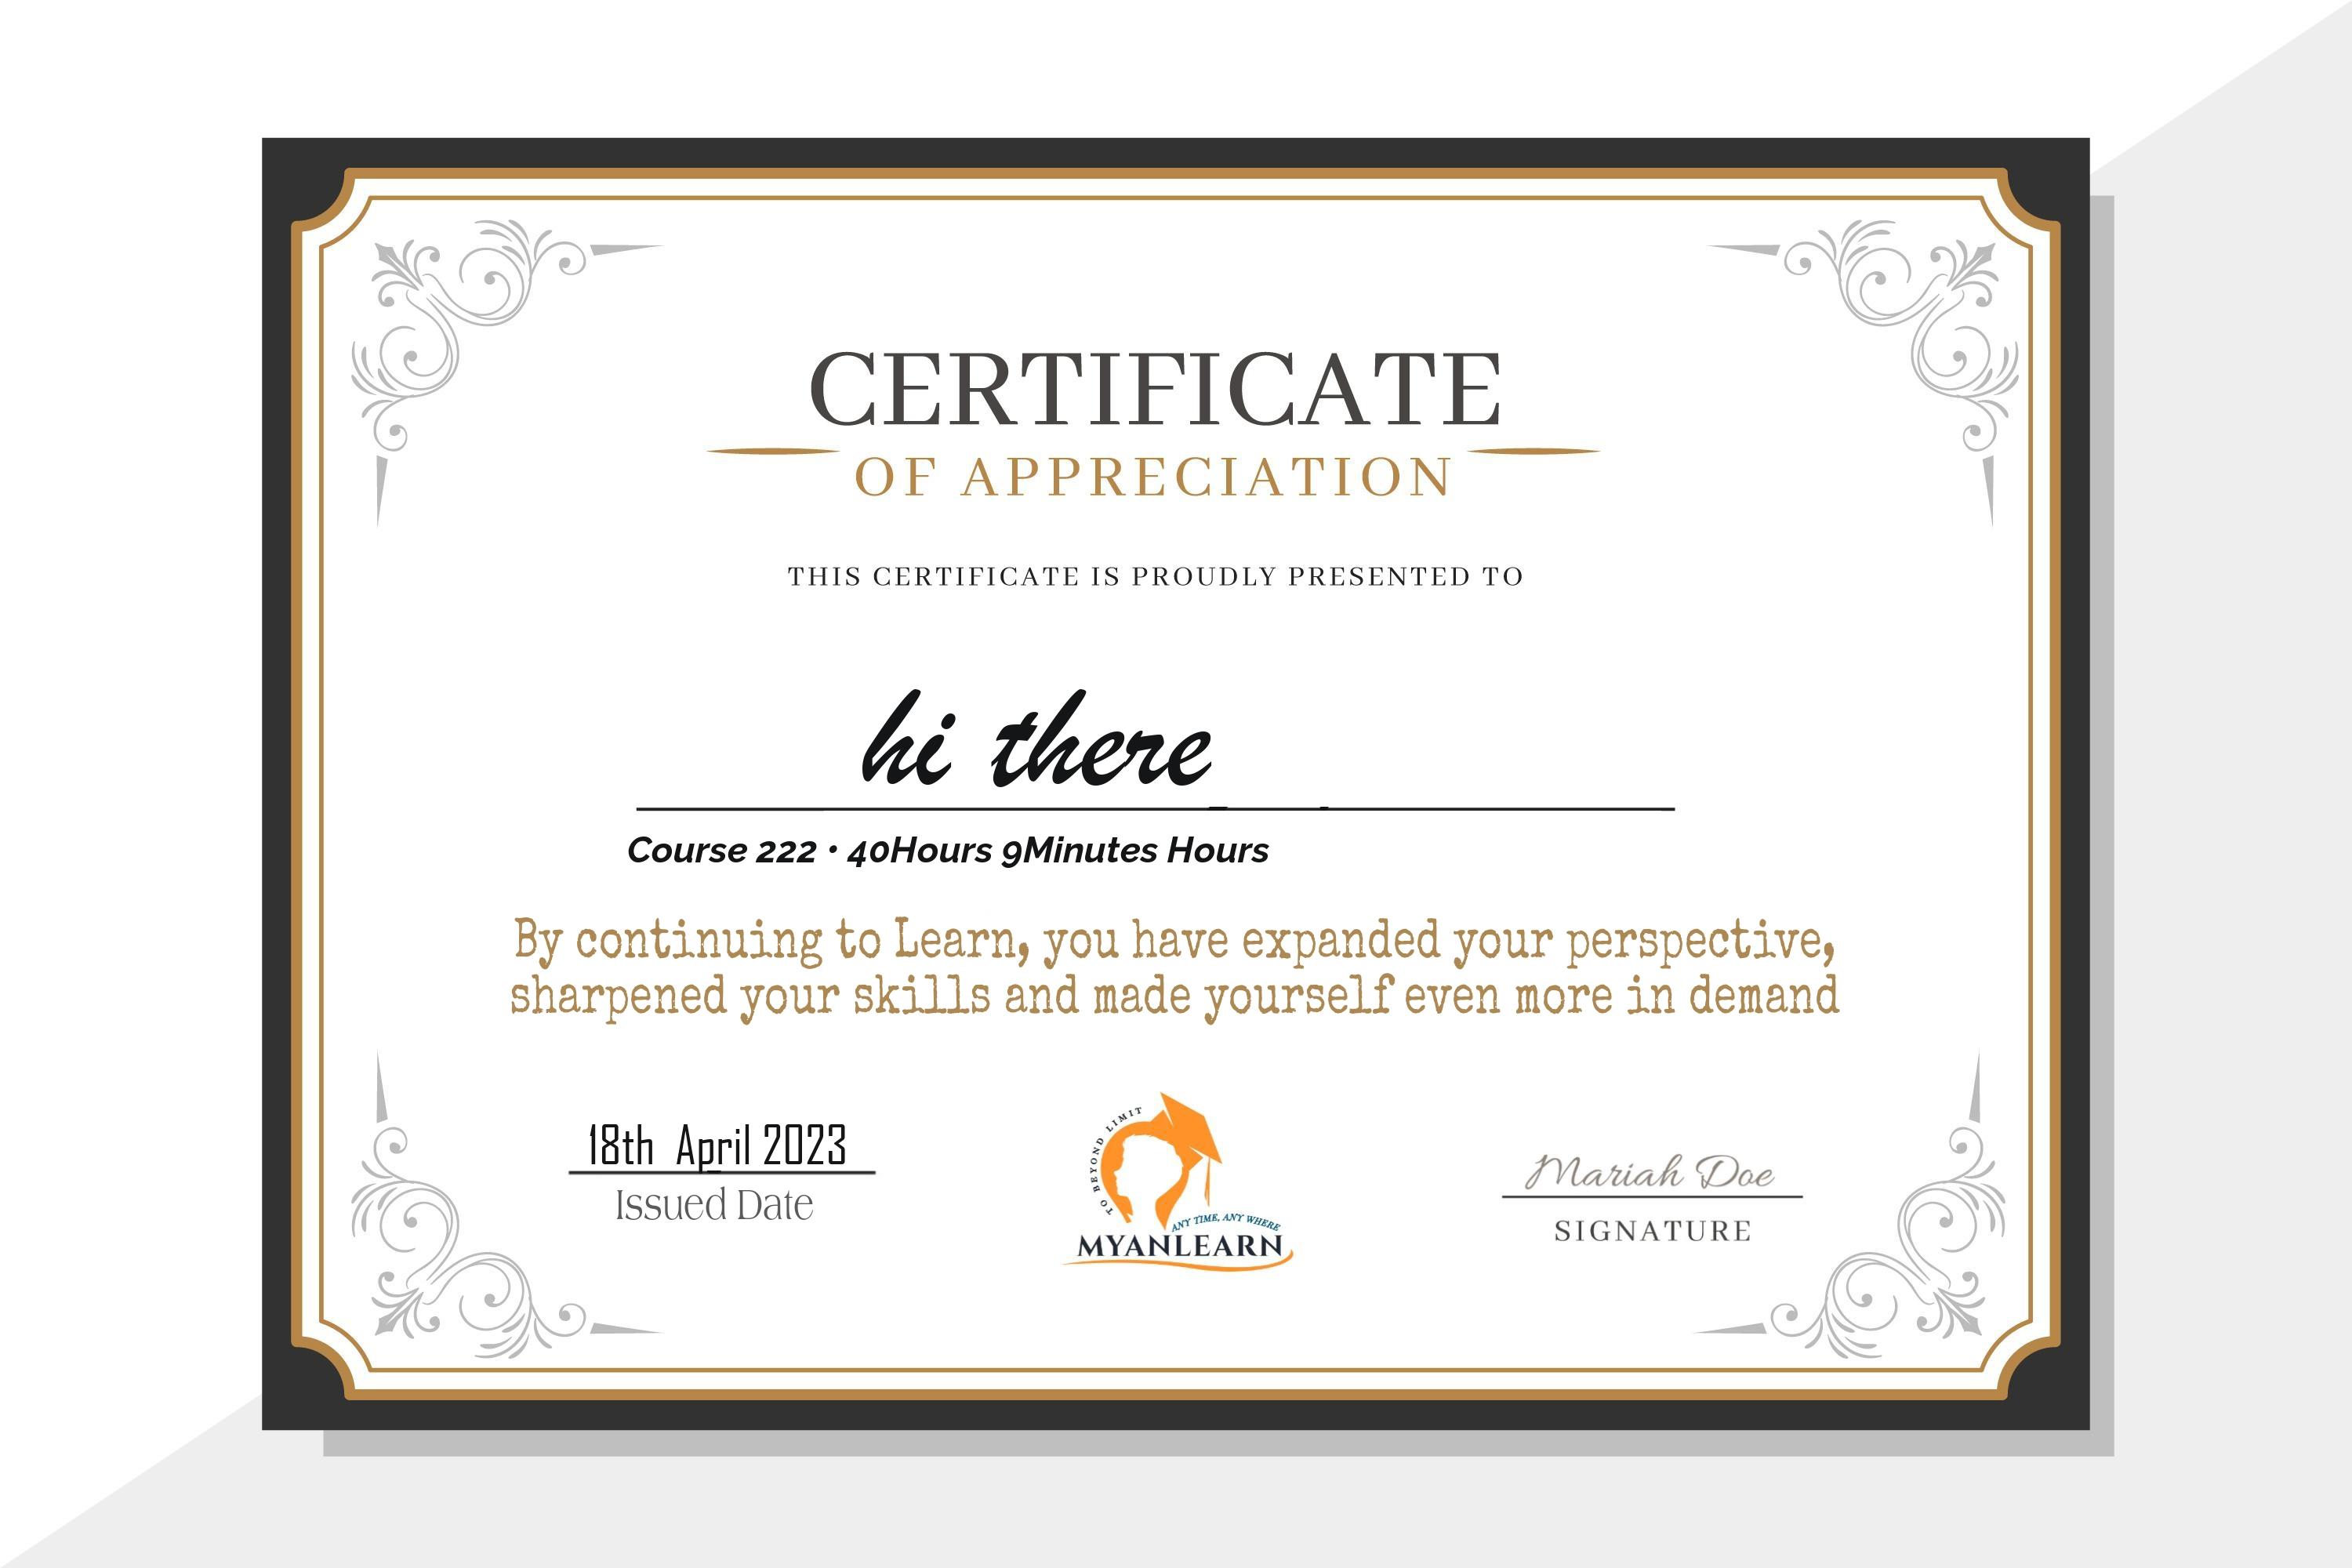 CERTIFICATE
OF APPRECIATION
THIS CERTIFICATE IS PROUDLY PRESENTED TO
hi there
Course 222 • 40Hours 9Minutes Hours
By continuing to Learn, you have expanded your perspective,
sharpened your skills and made yourself even more in demand
18th April 2023
Issued Date
TO BEYOND LIMIT
ANY TIME, ANY WHERE
MYANLEARN
Mariah Doe
SIGNATURE